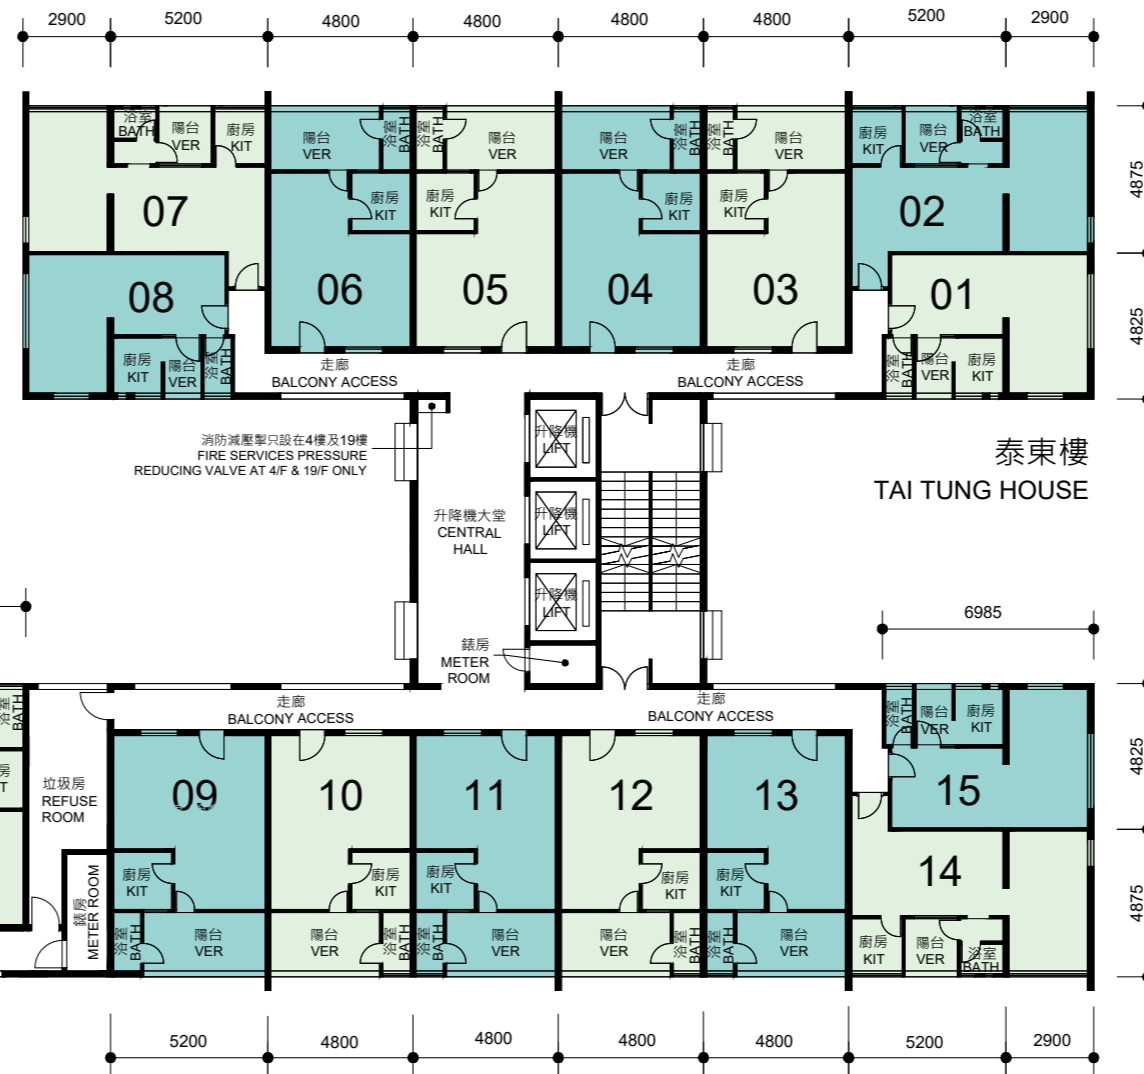 2900 5200 4800 4800 4800 4800 5200 2900
浴室 BATH
陽台 VER
廚房 KIT
陽台 VER
浴室 BATH
浴室 BATH
陽台 VER
陽台 VER
浴室 BATH
浴室 BATH
陽台 VER
廚房 KIT
陽台 VER
浴室 BATH
廚房 KIT
廚房 KIT
廚房 KIT
廚房 KIT
4875
07
02
08
06
05
04
03
01
4825
廚房 KIT
陽台 VER
浴室 BATH
浴室 BATH
陽台 VER
廚房 KIT
走廊
BALCONY ACCESS
走廊
BALCONY ACCESS
消防減壓掣只設在4樓及19樓
FIRE SERVICES PRESSURE
REDUCING VALVE AT 4/F & 19/F ONLY
升降機
LIFT
泰東樓
TAI TUNG HOUSE
升降機大堂
CENTRAL
HALL
升降機
LIFT
升降機
LIFT
6985
錶房
METER
ROOM
走廊
BALCONY ACCESS
走廊
BALCONY ACCESS
浴室 BATH
浴室 BATH
陽台 VER
廚房 KIT
4825
房
T
垃圾房
REFUSE
ROOM
09
10
11
12
13
15
14
錶房
METER ROOM
廚房 KIT
廚房 KIT
廚房 KIT
廚房 KIT
廚房 KIT
4875
浴室 BATH
陽台 VER
陽台 VER
浴室 BATH
浴室 BATH
陽台 VER
陽台 VER
浴室 BATH
浴室 BATH
陽台 VER
廚房 KIT
陽台 VER
浴室 BATH
5200 4800 4800 4800 4800 5200 2900